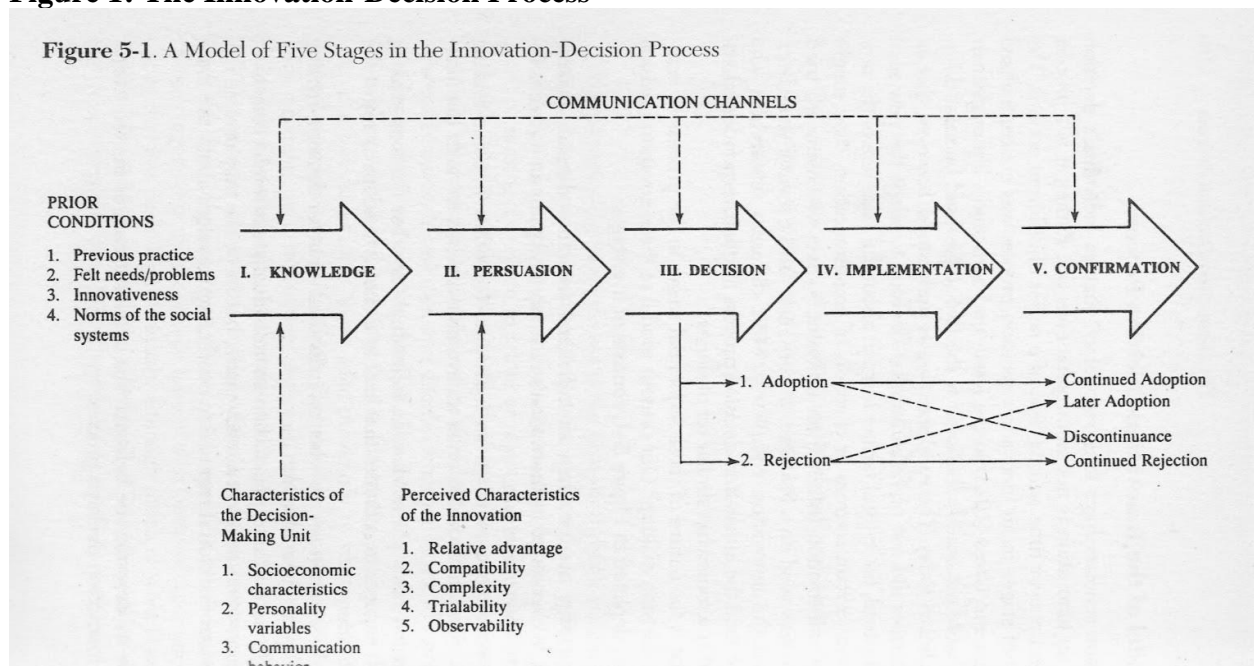 Figure 1: The Innovation-Decision Process
Figure 5-1. A Model of Five Stages in the Innovation-Decision Process
COMMUNICATION CHANNELS
PRIOR
CONDITIONS
1. Previous practice
2. Felt needs/problems
3. Innovativeness
4. Norms of the social
systems
I. KNOWLEDGE
II. PERSUASION
III. DECISION
IV. IMPLEMENTATION
V. CONFIRMATION
1. Adoption
2. Rejection
Continued Adoption
Later Adoption
Discontinuance
Continued Rejection
Characteristics of
the Decision-
Making Unit
1. Socioeconomic
characteristics
2. Personality
variables
3. Communication
Perceived Characteristics
of the Innovation
1. Relative advantage
2. Compatibility
3. Complexity
4. Trialability
5. Observability